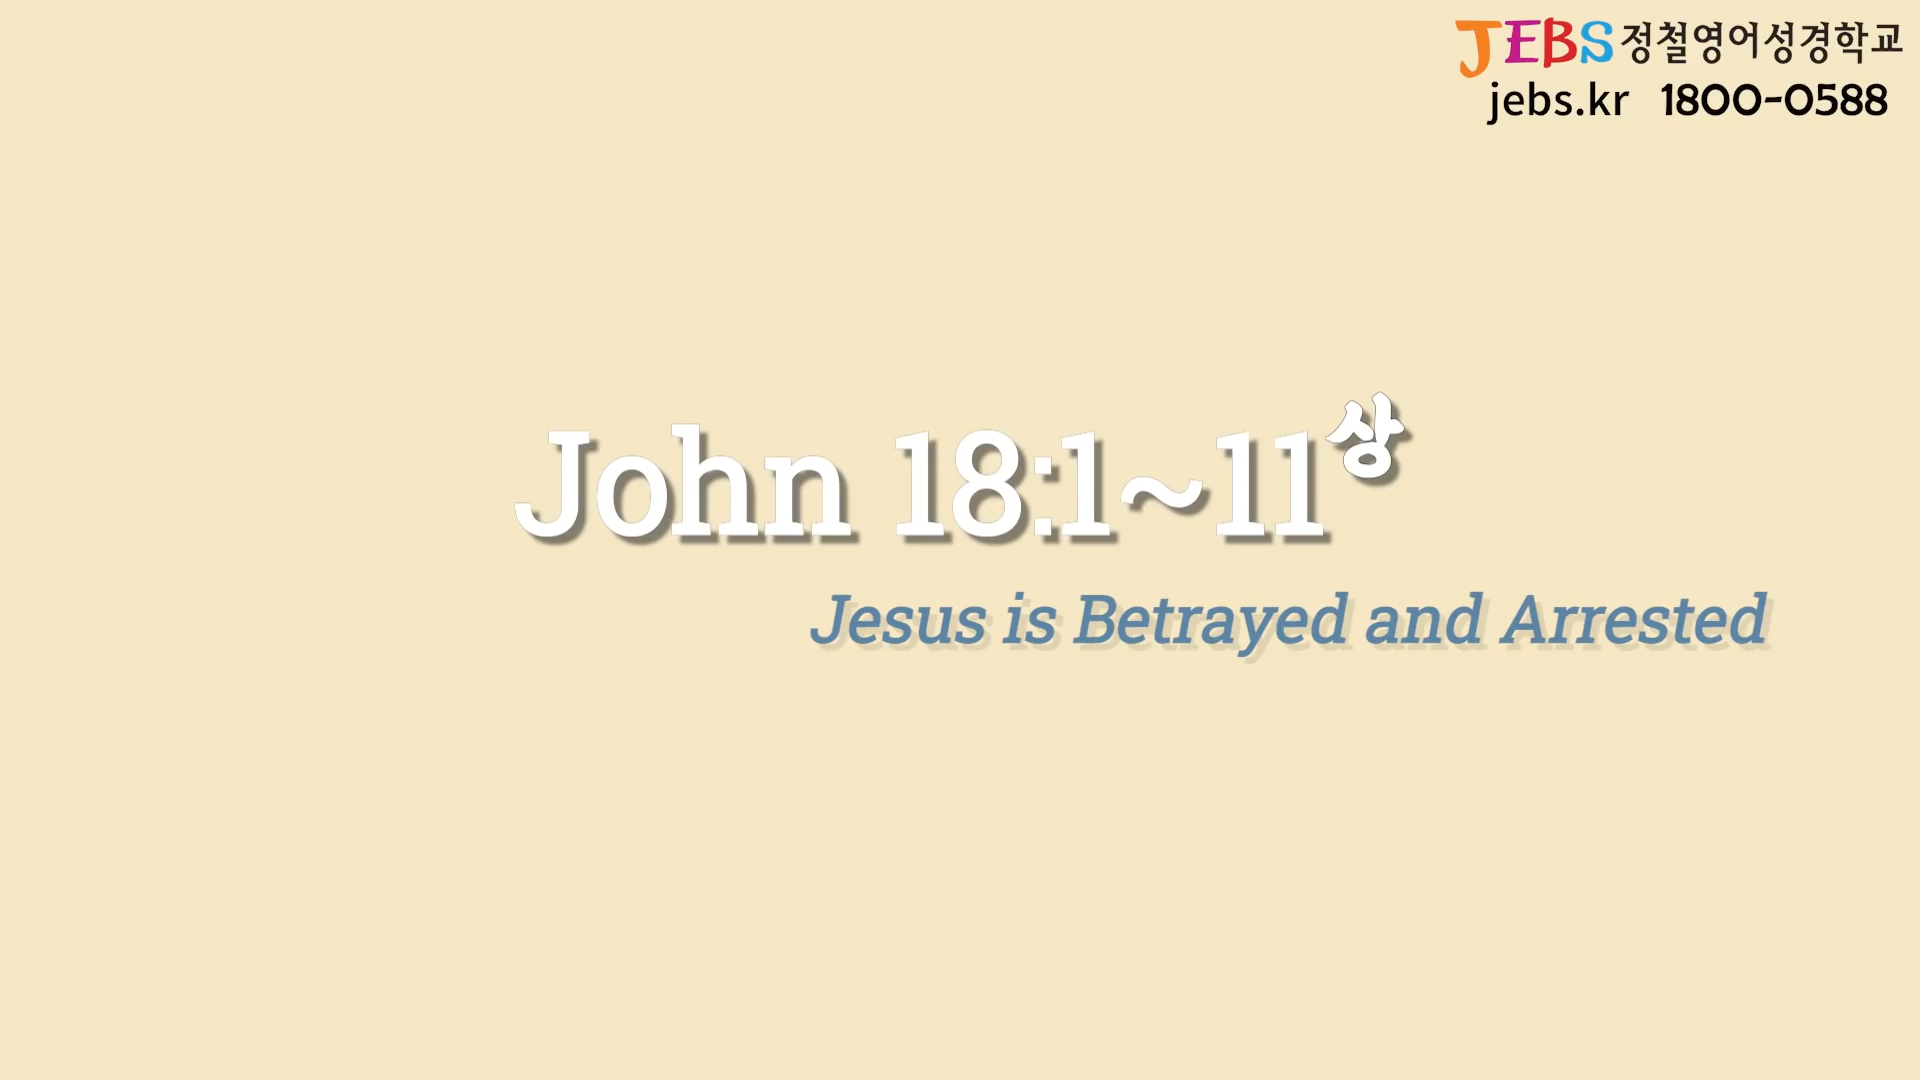 JEBS 정철영어성경학교
jebs.kr 1800-0588
John 18:1~11상
Jesus is Betrayed and Arrested